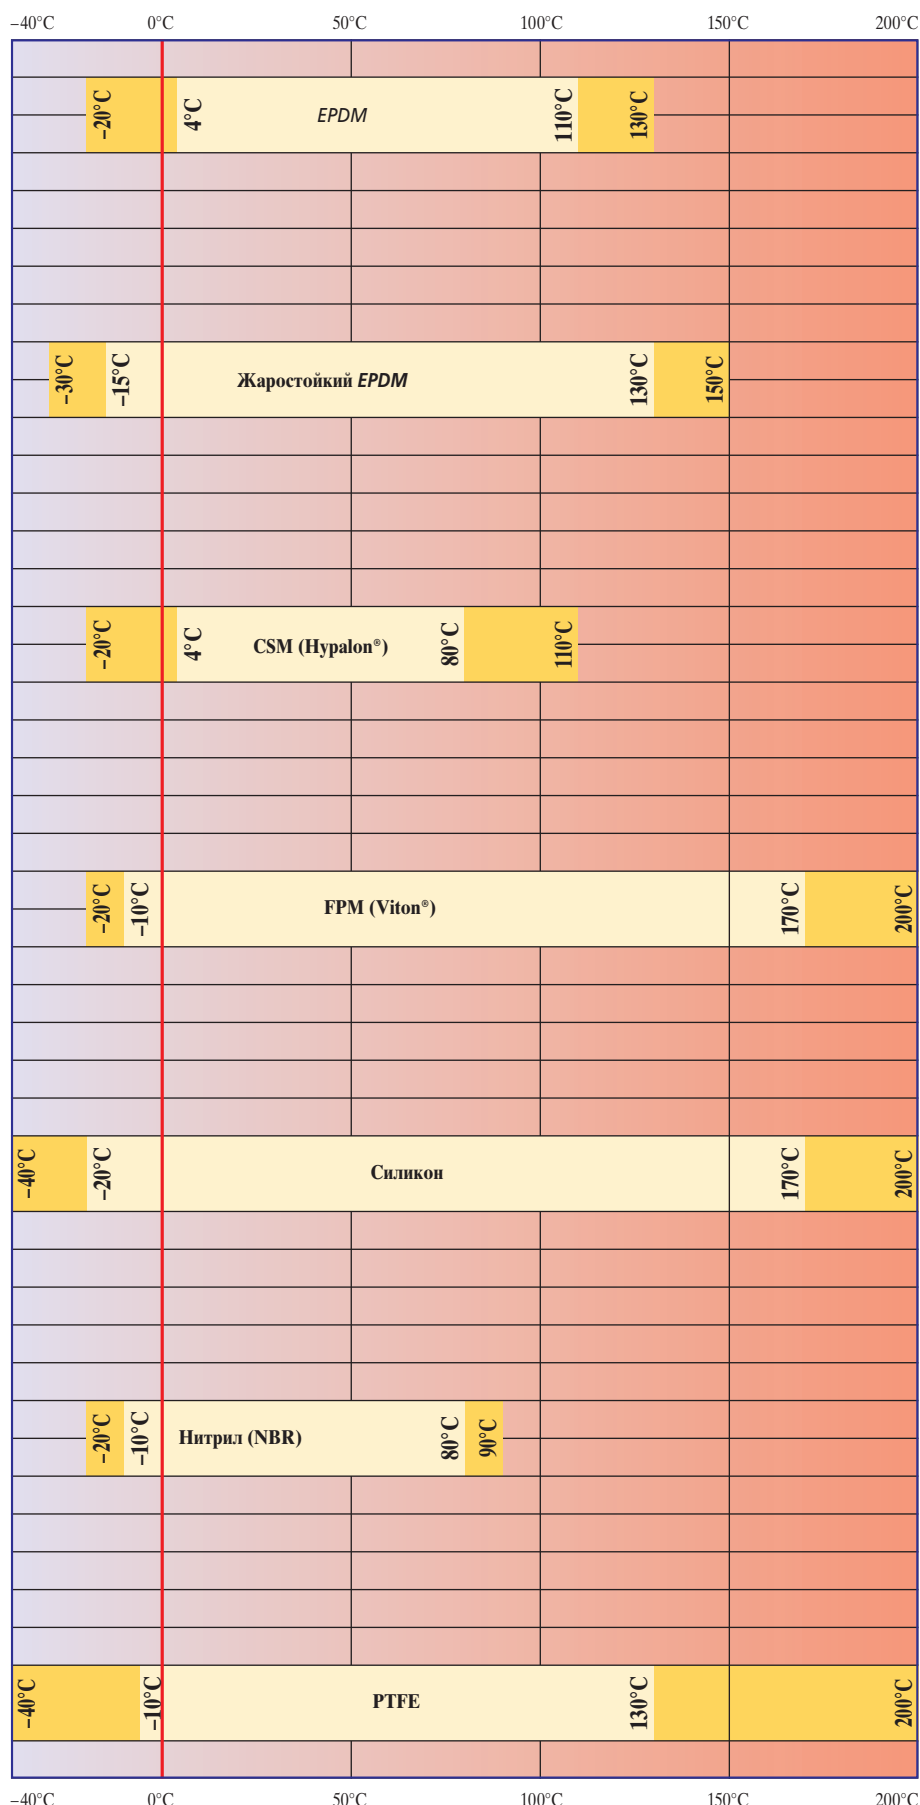 −40°C 0°C 50°C 100°C 150°C 200°C
−20°C 4°C EPDM 110°C 130°C
−30°C −15°C Жаростойкий EPDM 130°C 150°C
−20°C 4°C CSM (Hypalon®) 80°C 110°C
−20°C −10°C FPM (Viton®) 170°C 200°C
−40°C −20°C Силикон 170°C 200°C
−20°C −10°C Нитрил (NBR) 80°C 90°C
−40°C −10°C PTFE 130°C 200°C
−40°C 0°C 50°C 100°C 150°C 200°C